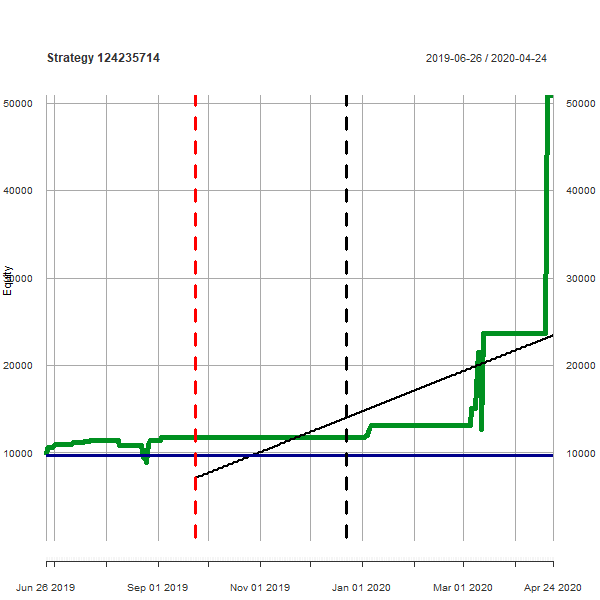 Strategy 124235714
2019-06-26 / 2020-04-24
50000
50000
40000
40000
Equity
30000
30000
20000
20000
10000
10000
Jun 26 2019
Sep 01 2019
Nov 01 2019
Jan 01 2020
Mar 01 2020
Apr 24 2020